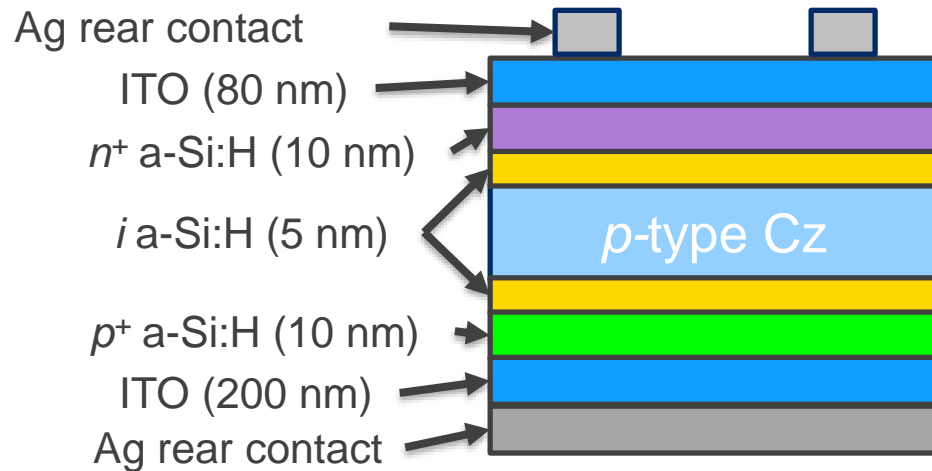 Ag rear contact
ITO (80 nm)
n⁺ a-Si:H (10 nm)
i a-Si:H (5 nm)
p-type Cz
p⁺ a-Si:H (10 nm)
ITO (200 nm)
Ag rear contact